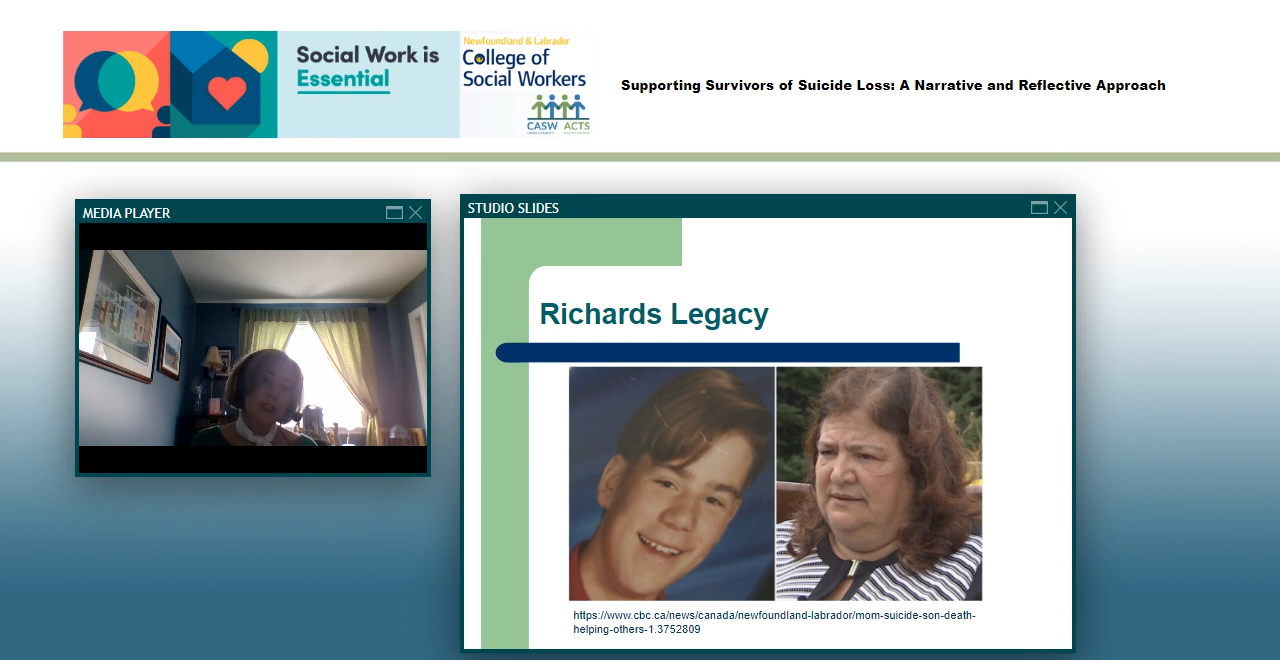 Social Work is
Essential
Newfoundland & Labrador
College of
Social Workers
CASW ACTS
Supporting Survivors of Suicide Loss: A Narrative and Reflective Approach
MEDIA PLAYER
STUDIO SLIDES
Richards Legacy
https://www.cbc.ca/news/canada/newfoundland-labrador/mom-suicide-son-death-
helping-others-1.3752809